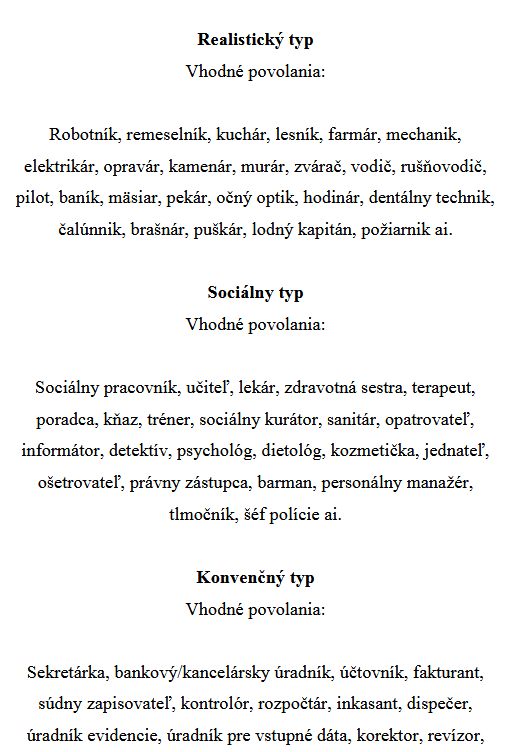 Realistický typ
Vhodné povolania:
Robotník, remeselník, kuchár, lesník, farmár, mechanik,
elektrikár, opravár, kamenár, murár, zvárač, vodič, rušňovodič,
pilot, baník, mäsiar, pekár, očný optik, hodinár, dentálny technik,
čalúnnik, brašnár, puškár, lodný kapitán, požiarnik ai.
Sociálny typ
Vhodné povolania:
Sociálny pracovník, učiteľ, lekár, zdravotná sestra, terapeut,
poradca, kňaz, tréner, sociálny kurátor, sanitár, opatrovateľ,
informátor, detektív, psychológ, dietológ, kozmetička, jednateľ,
ošetrovateľ, právny zástupca, barman, personálny manažér,
tlmočník, šéf polície ai.
Konvenčný typ
Vhodné povolania:
Sekretárka, bankový/kancelársky úradník, účtovník, fakturant,
súdny zapisovateľ, kontrolór, rozpočtár, inkasant, dispečer,
úradník evidencie, úradník pre vstupné dáta, korektor, revízor,